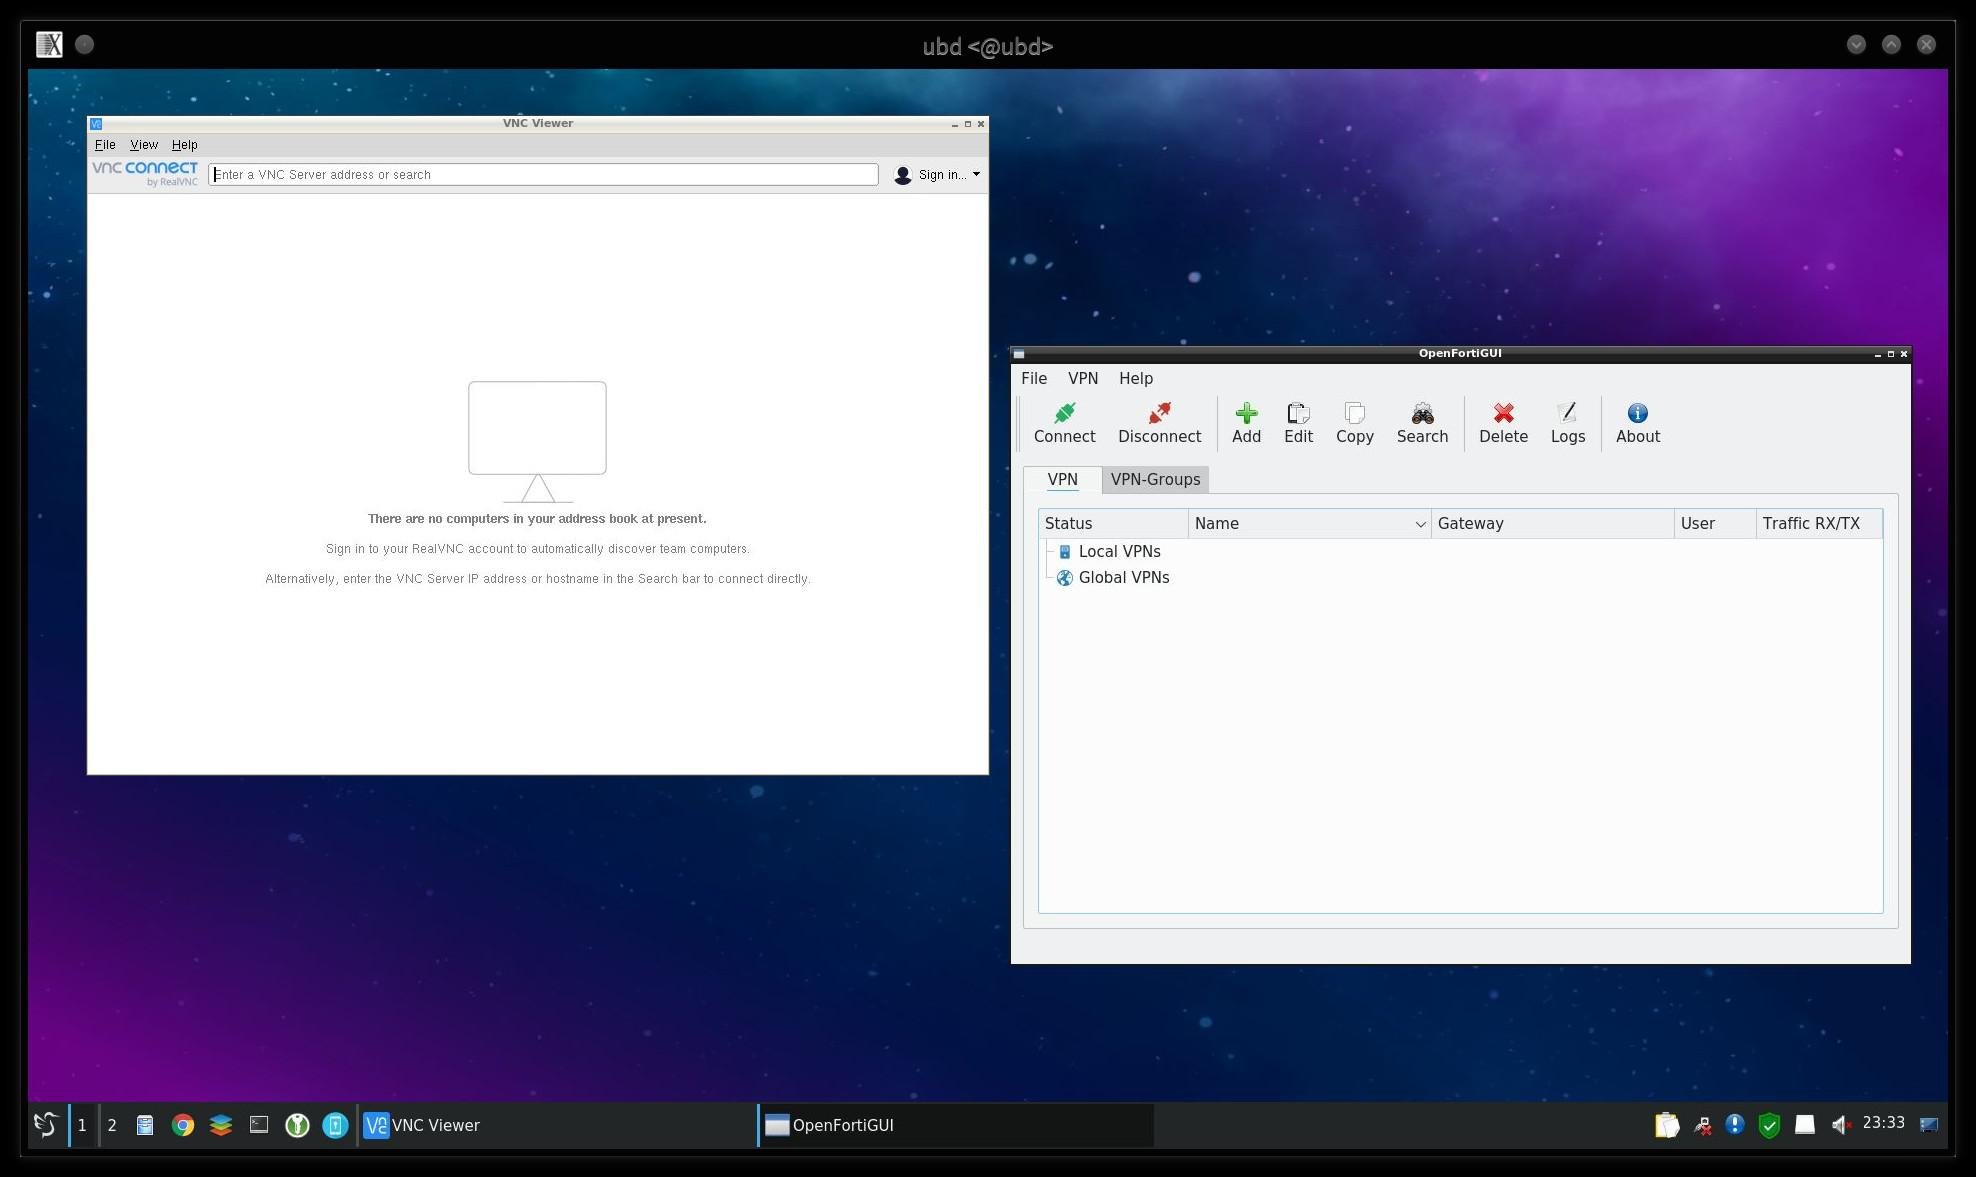 ubd <@ubd>
VNC Viewer
File View Help
vnc connect
by RealVNC
Enter a VNC Server address or search
Sign in...
There are no computers in your address book at present.
Sign in to your RealVNC account to automatically discover team computers.
Alternatively, enter the VNC Server IP address or hostname in the Search bar to connect directly.
OpenFortiGUI
File VPN Help
Connect Disconnect Add Edit Copy Search Delete Logs About
VPN VPN-Groups
Status Name Gateway User Traffic RX/TX
Local VPNs
Global VPNs
1 2 VNC Viewer OpenFortiGUI 23:33